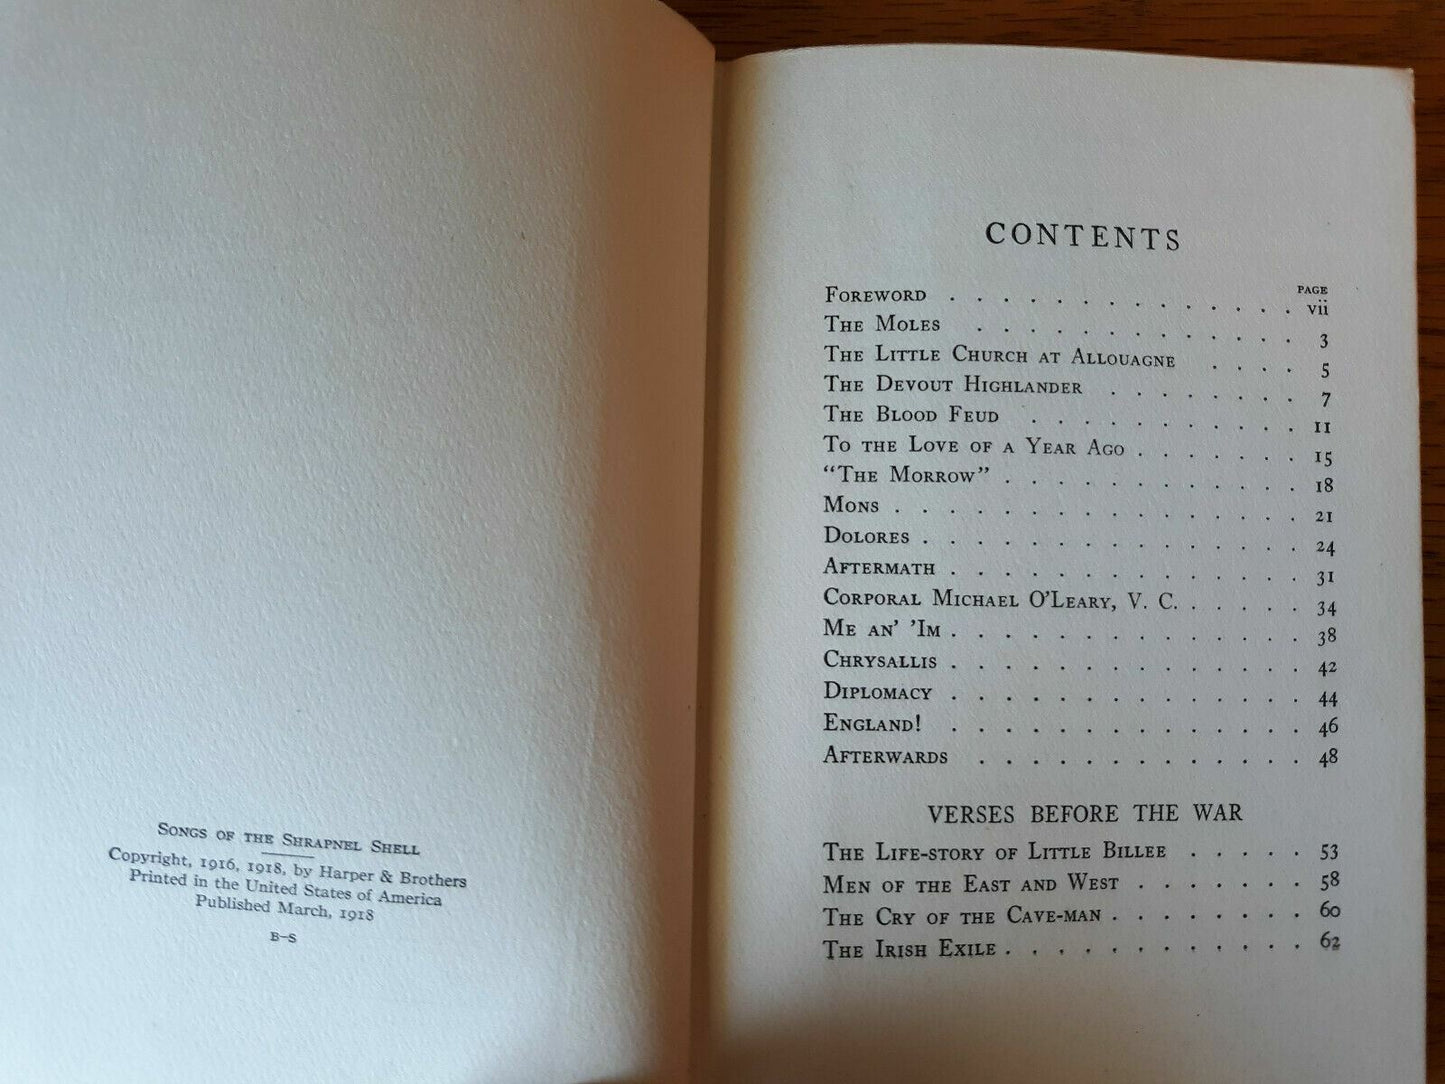 Songs of the Shrapnel Shell
Copyright, 1916, 1918, by Harper & Brothers
Printed in the United States of America
Published March, 1918
B-S
CONTENTS
PAGE
Foreword . . . . . . . . . . . . . vii
The Moles . . . . . . . . . . . . 3
The Little Church at Allouagne . . . . 5
The Devout Highlander . . . . . . . 7
The Blood Feud . . . . . . . . . . 11
To the Love of a Year Ago . . . . . . 15
"The Morrow" . . . . . . . . . . . 18
Mons . . . . . . . . . . . . . . . 21
Dolores . . . . . . . . . . . . . . 24
Aftermath . . . . . . . . . . . . . 31
Corporal Michael O'Leary, V. C. . . . . 34
Me an' 'Im . . . . . . . . . . . . . 38
Chrysallis . . . . . . . . . . . . . 42
Diplomacy . . . . . . . . . . . . . 44
England! . . . . . . . . . . . . . 46
Afterwards . . . . . . . . . . . . 48
VERSES BEFORE THE WAR
The Life-story of Little Billee . . . . . 53
Men of the East and West . . . . . . 58
The Cry of the Cave-man . . . . . . . 60
The Irish Exile . . . . . . . . . . . 62